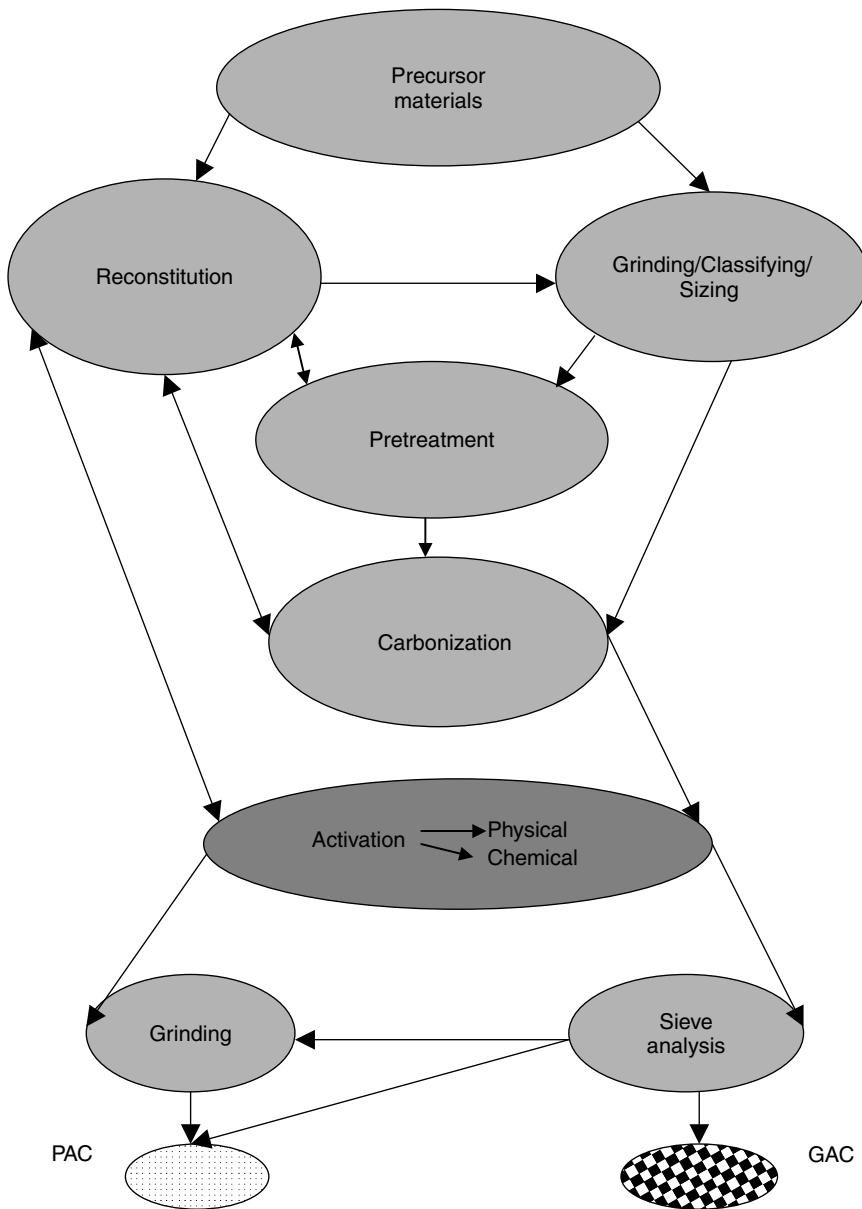 Precursor
materials
Reconstitution
Grinding/Classifying/
Sizing
Pretreatment
Carbonization
Activation
Physical
Chemical
Grinding
Sieve
analysis
PAC
GAC